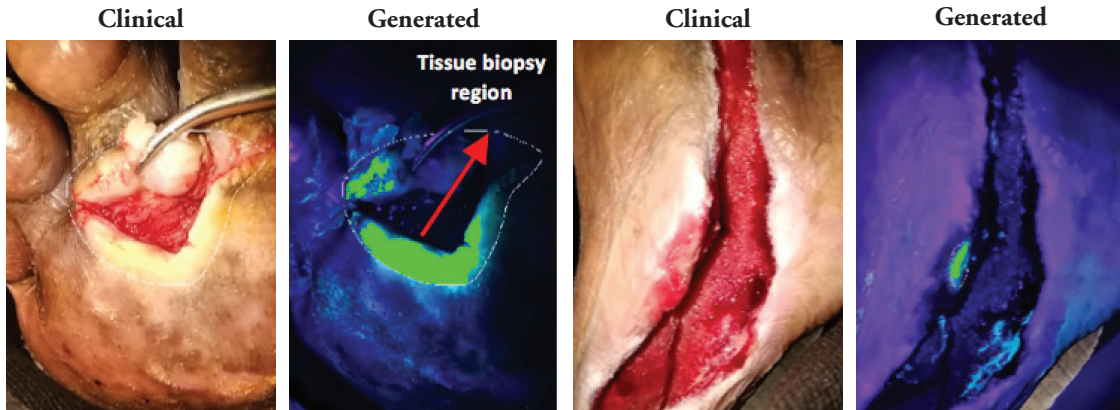 Clinical
Generated
Clinical
Generated
Tissue biopsy
region